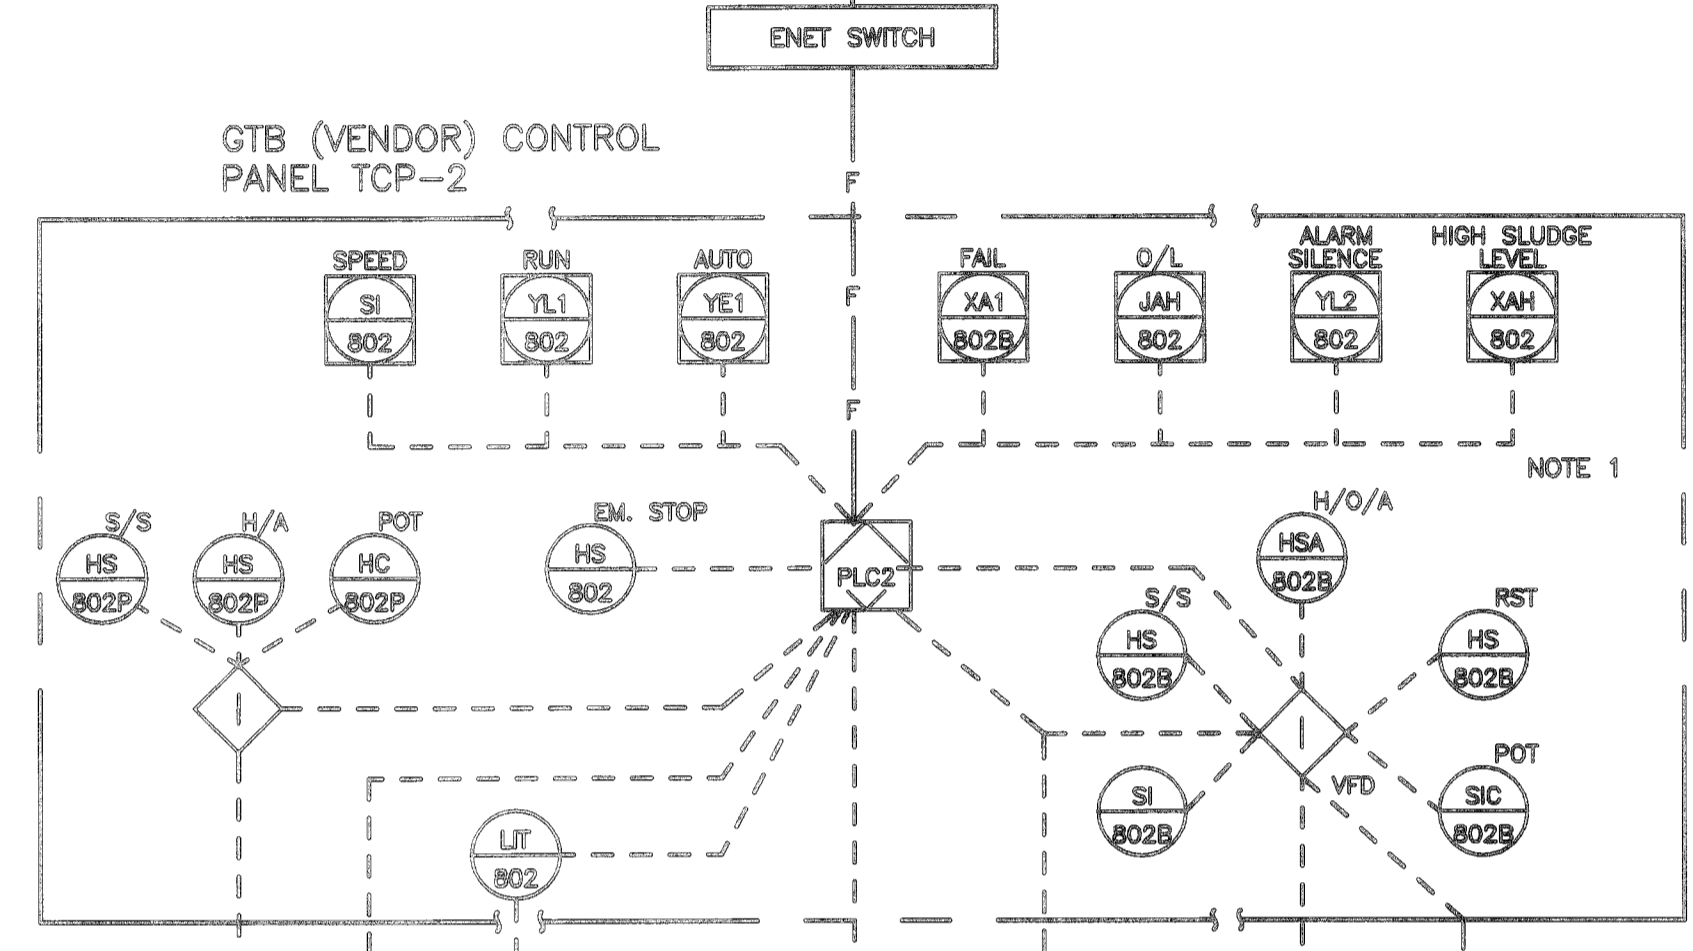 ENET SWITCH
GTB (VENDOR) CONTROL
PANEL TCP-2
F
F
F
SPEED
SI
802
RUN
YL1
802
AUTO
YE1
802
FAIL
XA1
802B
O/L
JAH
802
ALARM
SILENCE
YL2
802
HIGH SLUDGE
LEVEL
XAH
802
NOTE 1
S/S
HS
802P
H/A
HS
802P
POT
HC
802P
EM. STOP
HS
802
PLC2
H/O/A
HSA
802B
S/S
HS
802B
RST
HS
802B
I
I
SI
802B
VFD
POT
SIC
802B
LIT
802